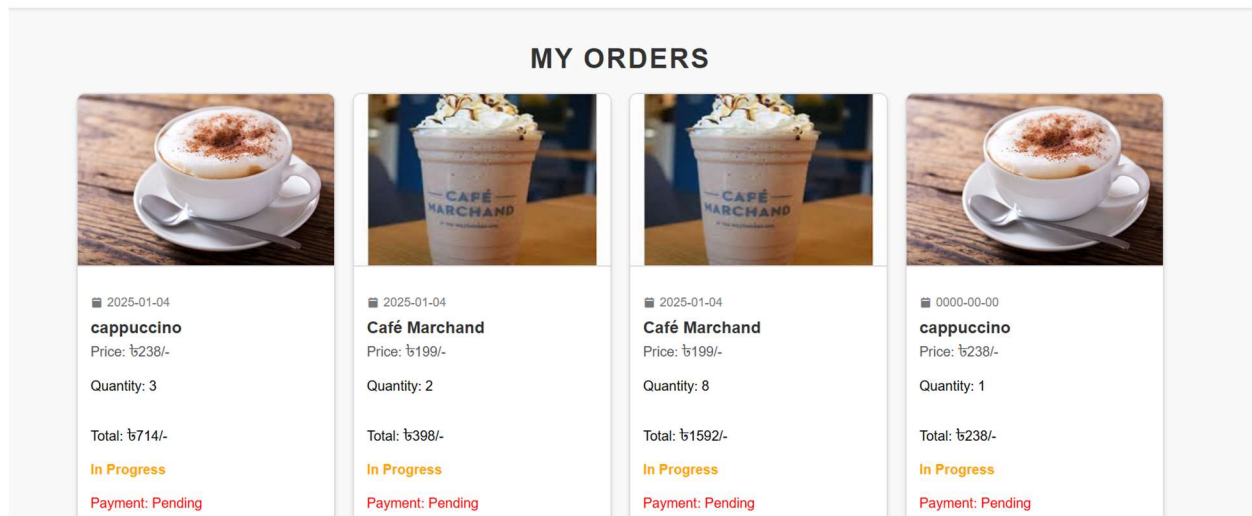 MY ORDERS
CAFÉ
MARCHAND
CAFÉ
MARCHAND
2025-01-04
cappuccino
Price: ৳238/-
Quantity: 3
Total: ৳714/-
In Progress
Payment: Pending
2025-01-04
Café Marchand
Price: ৳199/-
Quantity: 2
Total: ৳398/-
In Progress
Payment: Pending
2025-01-04
Café Marchand
Price: ৳199/-
Quantity: 8
Total: ৳1592/-
In Progress
Payment: Pending
0000-00-00
cappuccino
Price: ৳238/-
Quantity: 1
Total: ৳238/-
In Progress
Payment: Pending